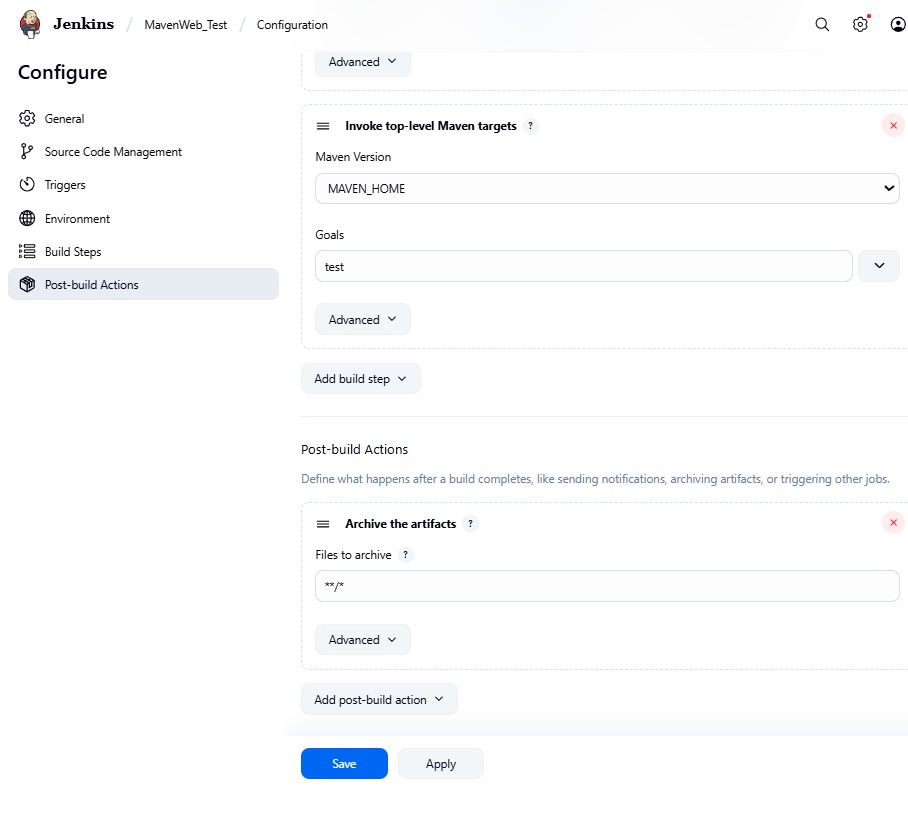 Jenkins / MavenWeb_Test / Configuration
Configure
General
Source Code Management
Triggers
Environment
Build Steps
Post-build Actions
Advanced
Invoke top-level Maven targets ?
Maven Version
MAVEN_HOME
Goals
test
Advanced
Add build step
Post-build Actions
Define what happens after a build completes, like sending notifications, archiving artifacts, or triggering other jobs.
Archive the artifacts ?
Files to archive ?
**/*
Advanced
Add post-build action
Save
Apply